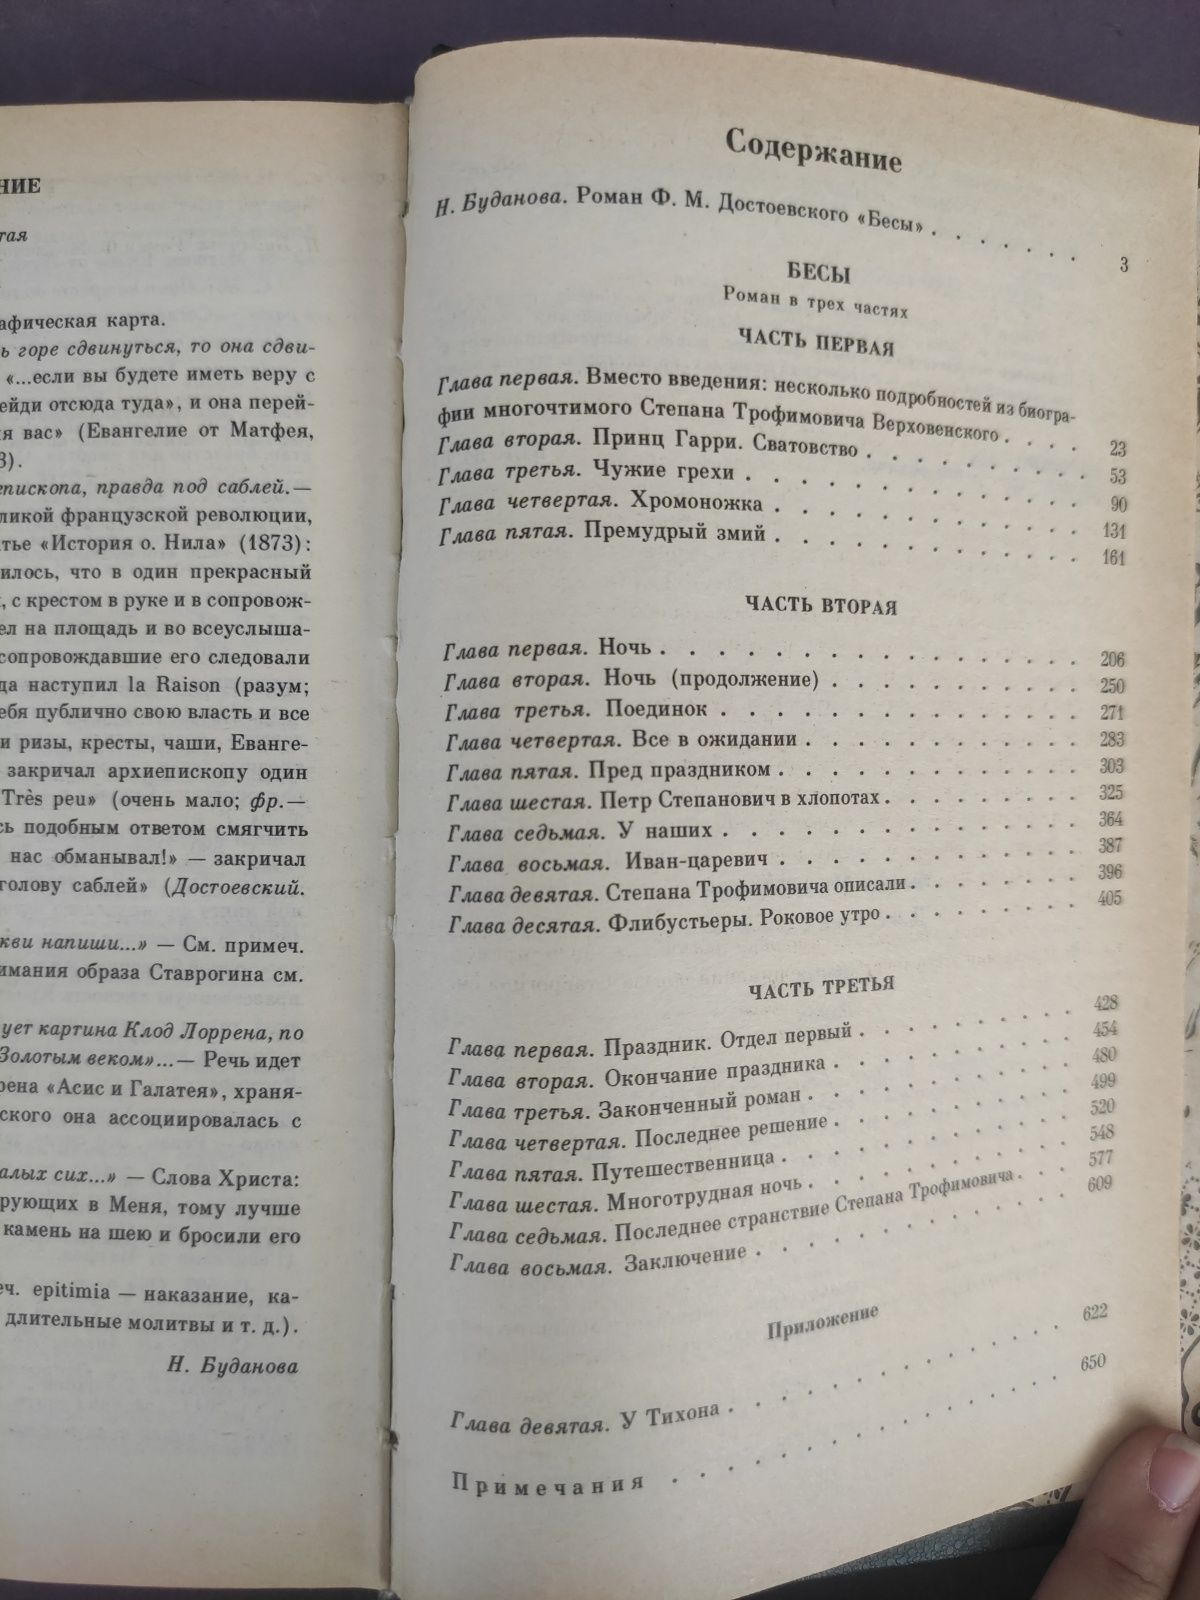 НИЕ
тая
афическая карта.
ь горе сдвинуться, то она сдви-
«...если вы будете иметь веру с
ейди отсюда туда», и она перей-
я вас» (Евангелие от Матфея,
3).
епископа, правда под саблей.—
ликой французской революции,
тье «История о. Нила» (1873):
илось, что в один прекрасный
, с крестом в руке и в сопровож-
ел на площадь и во всеуслыша-
сопровождавшие его следовали
да наступил la Raison (разум;
ебя публично свою власть и все
и ризы, кресты, чаши, Еванге-
закричал архиепископу один
Très peu» (очень мало; фр.—
сь подобным ответом смягчить
нас обманывал!» — закричал
голову саблей» (Достоевский.
кви напиши...» — См. примеч.
имания образа Ставрогина см.
ует картина Клод Лоррена, по
Золотым веком»...— Речь идет
рена «Асис и Галатея», храня-
ского она ассоциировалась с
алых сих...» — Слова Христа:
рующих в Меня, тому лучше
камень на шею и бросили его
еч. epitimia — наказание, ка-
длительные молитвы и т. д.).
Н. Буданова
Содержание
Н. Буданова. Роман Ф. М. Достоевского «Бесы» . . . . . . . 3
БЕСЫ
Роман в трех частях
ЧАСТЬ ПЕРВАЯ
Глава первая. Вместо введения: несколько подробностей из биогра-
фии многочтимого Степана Трофимовича Верховенского . . . . 23
Глава вторая. Принц Гарри. Сватовство . . . . . . . . . . 53
Глава третья. Чужие грехи . . . . . . . . . . . . . 90
Глава четвертая. Хромоножка . . . . . . . . . . . . 131
Глава пятая. Премудрый змий . . . . . . . . . . . . 161
ЧАСТЬ ВТОРАЯ
Глава первая. Ночь . . . . . . . . . . . . . . . . 206
Глава вторая. Ночь (продолжение) . . . . . . . . . . 250
Глава третья. Поединок . . . . . . . . . . . . . . 271
Глава четвертая. Все в ожидании . . . . . . . . . . . 283
Глава пятая. Пред праздником . . . . . . . . . . . . 303
Глава шестая. Петр Степанович в хлопотах . . . . . . . . 325
Глава седьмая. У наших . . . . . . . . . . . . . . 364
Глава восьмая. Иван-царевич . . . . . . . . . . . . 387
Глава девятая. Степана Трофимовича описали . . . . . . . 396
Глава десятая. Флибустьеры. Роковое утро . . . . . . . . 405
ЧАСТЬ ТРЕТЬЯ
Глава первая. Праздник. Отдел первый . . . . . . . . . 428
Глава вторая. Окончание праздника . . . . . . . . . . 454
Глава третья. Законченный роман . . . . . . . . . . . 480
Глава четвертая. Последнее решение . . . . . . . . . . 499
Глава пятая. Путешественница . . . . . . . . . . . . 520
Глава шестая. Многотрудная ночь . . . . . . . . . . . 548
Глава седьмая. Последнее странствие Степана Трофимовича . . . 577
Глава восьмая. Заключение . . . . . . . . . . . . . 609
Приложение
Глава девятая. У Тихона . . . . . . . . . . . . . . 622
Примечания . . . . . . . . . . . . . . . . 650